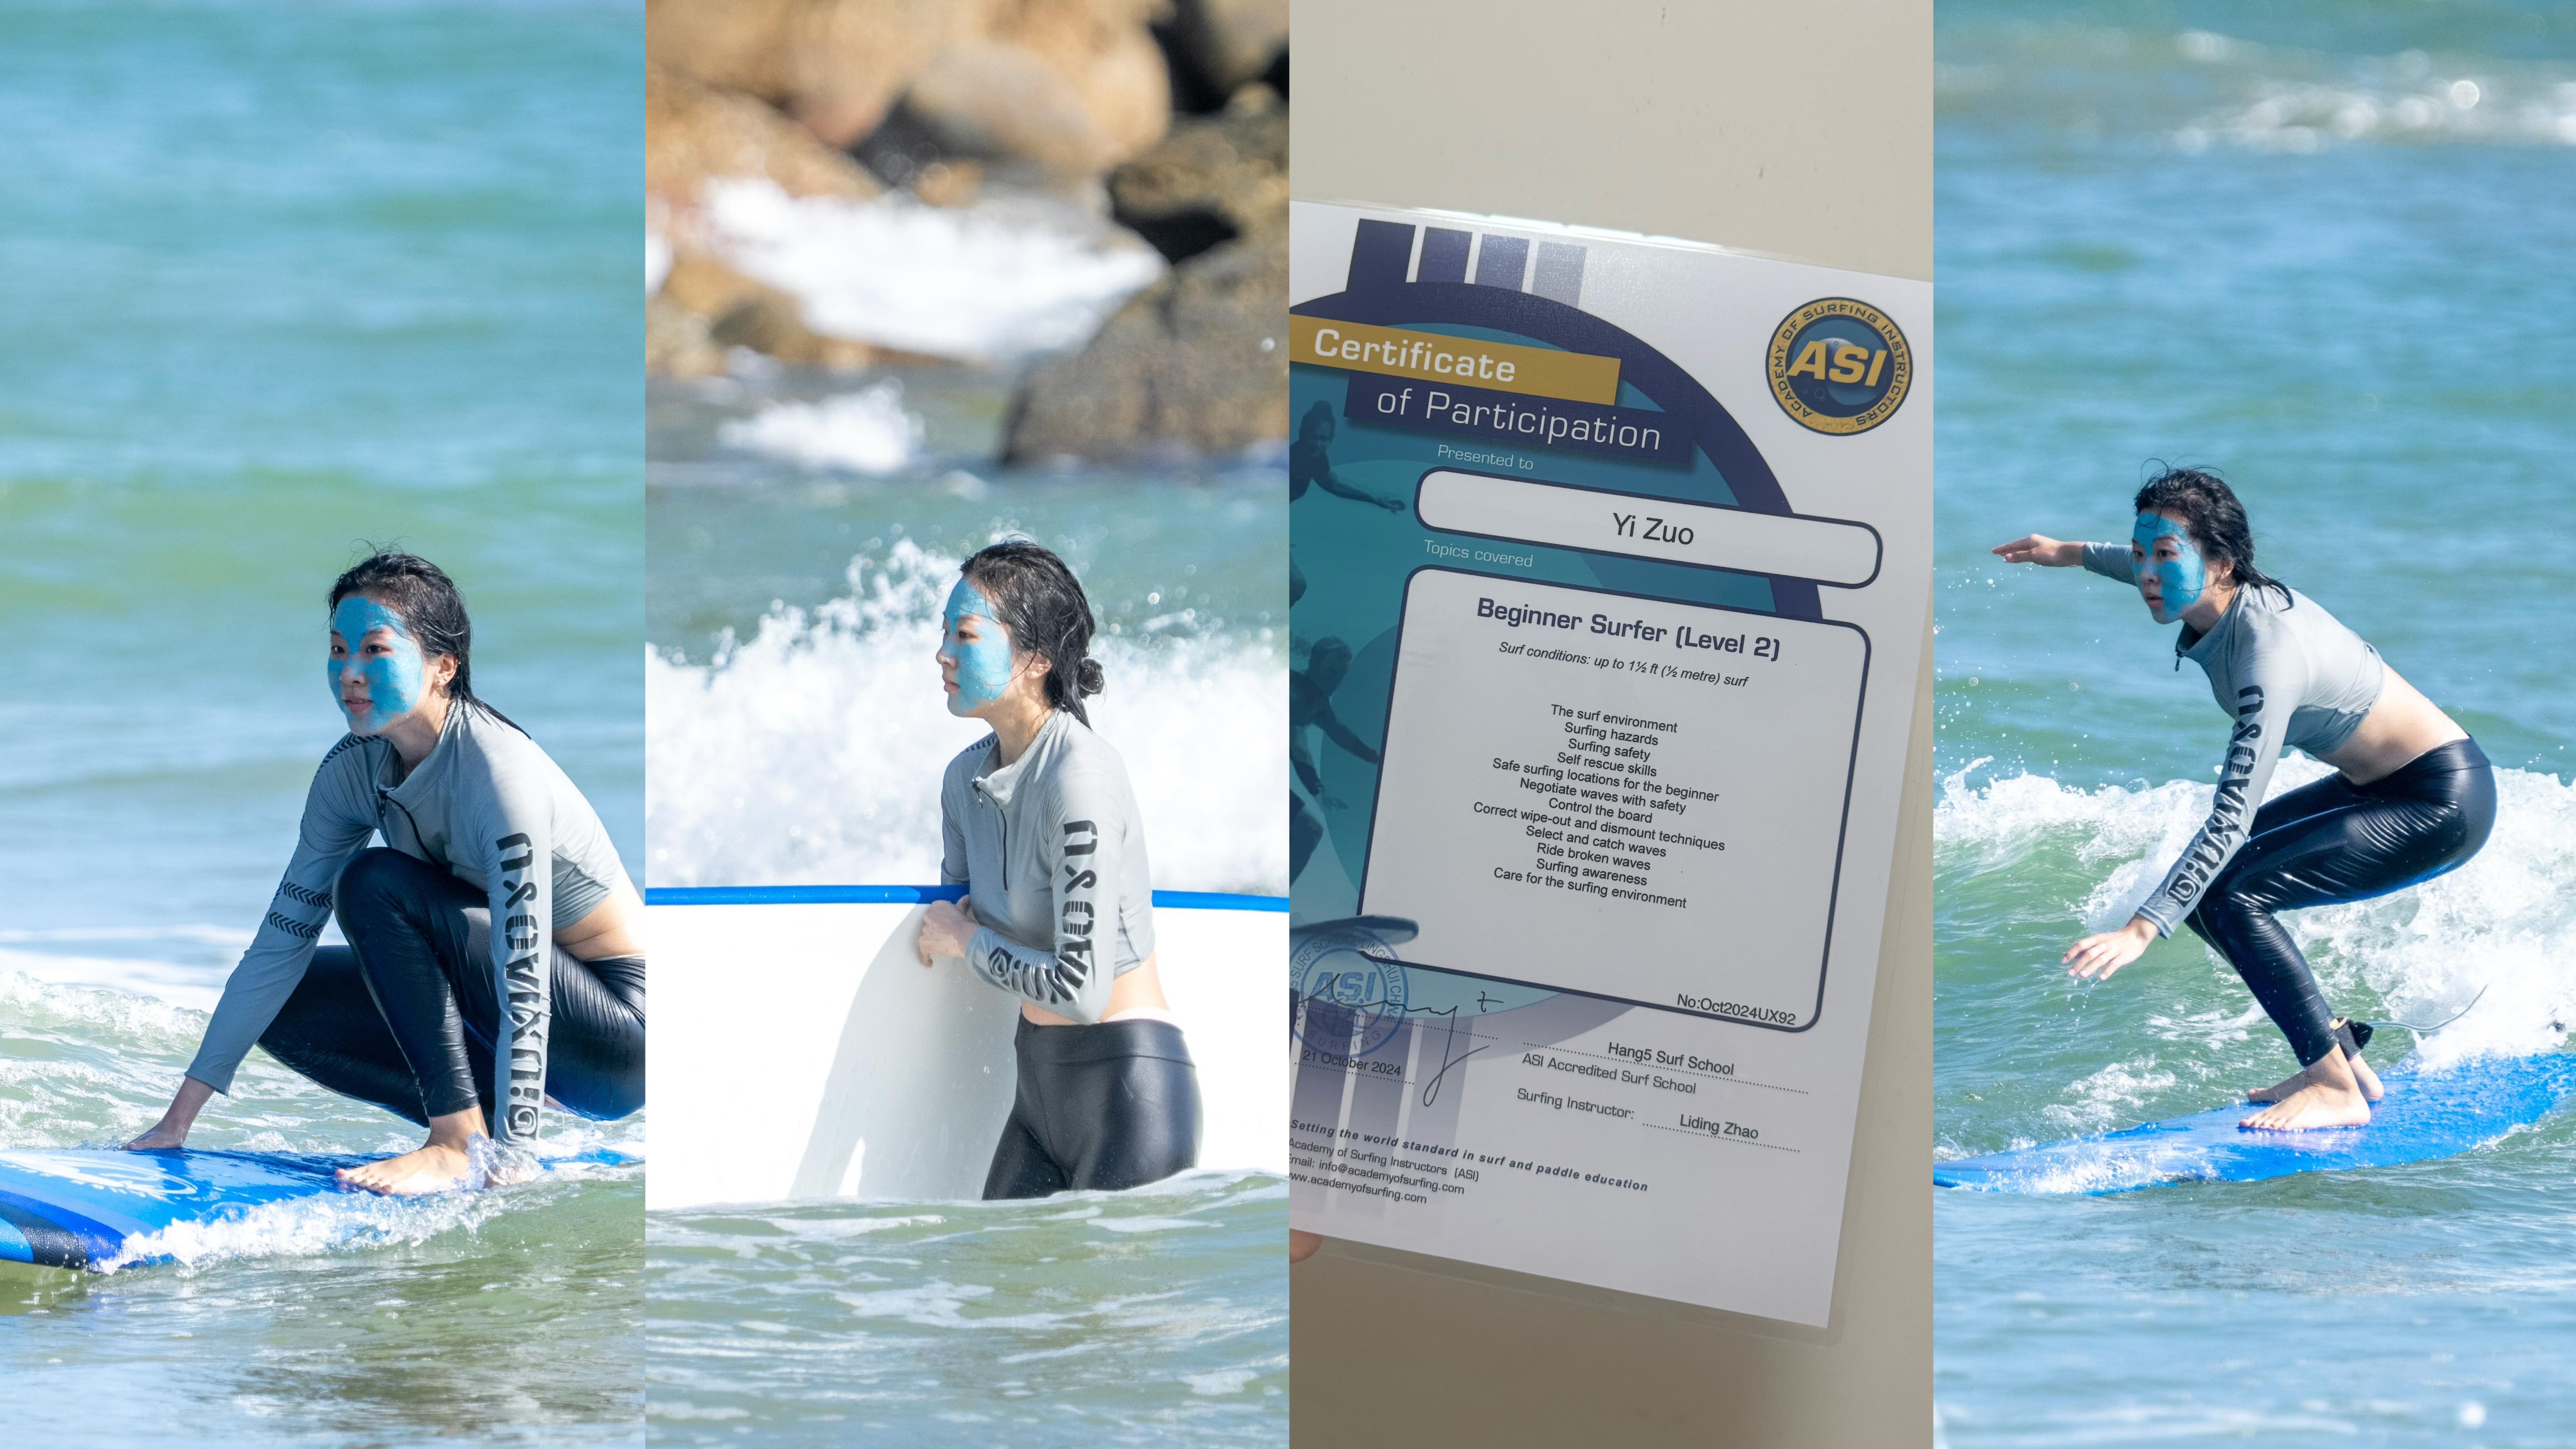 Certificate
of Participation
ACADEMY OF SURFING INSTRUCTORS
ASI
Presented to
Yi Zuo
Topics covered
Beginner Surfer (Level 2)
Surf conditions: up to 1½ ft (½ metre) surf
The surf environment
Surfing hazards
Surfing safety
Self rescue skills
Safe surfing locations for the beginner
Negotiate waves with safety
Control the board
Correct wipe-out and dismount techniques
Select and catch waves
Ride broken waves
Surfing awareness
Care for the surfing environment
No:Oct2024UX92
ASI
SURFING
21 October 2024
Hang5 Surf School
ASI Accredited Surf School
Surfing Instructor:
Liding Zhao
Setting the world standard in surf and paddle education
Academy of Surfing Instructors (ASI)
Email: info@academyofsurfing.com
www.academyofsurfing.com